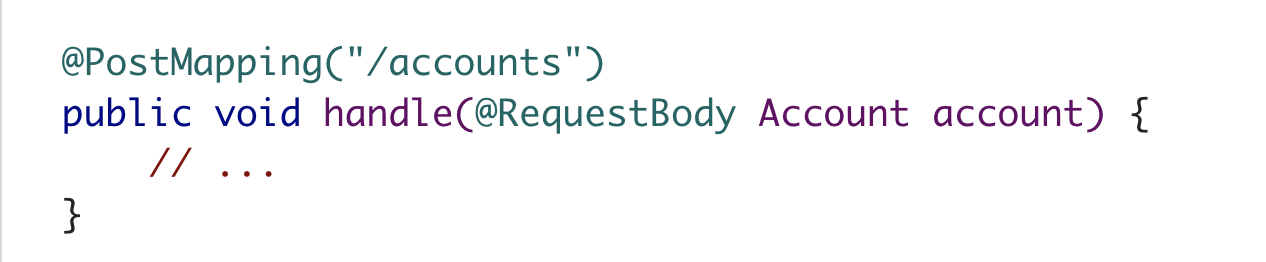 @PostMapping("/accounts")
public void handle(@RequestBody Account account) {
    // ...
}